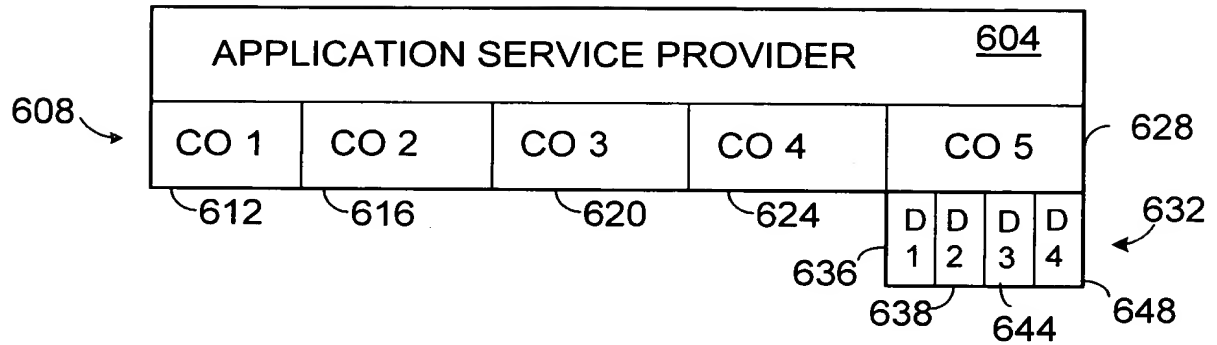 APPLICATION SERVICE PROVIDER 604
608 CO 1 CO 2 CO 3 CO 4 CO 5 628
612 616 620 624
D 1 D 2 D 3 D 4 632
636
638 644 648